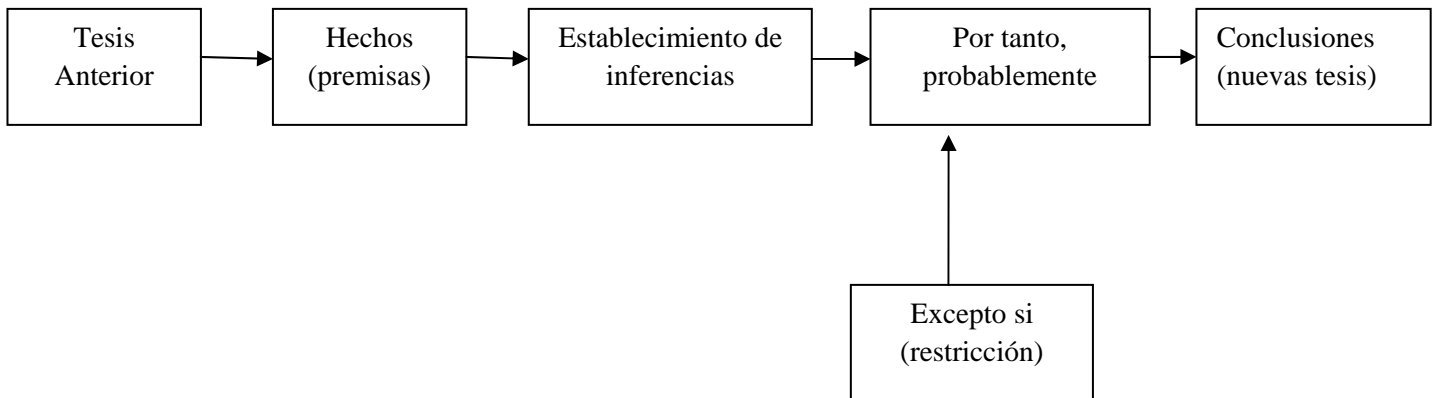 Tesis
Anterior
Hechos
(premisas)
Establecimiento de
inferencias
Por tanto,
probablemente
Conclusiones
(nuevas tesis)
Excepto si
(restricción)